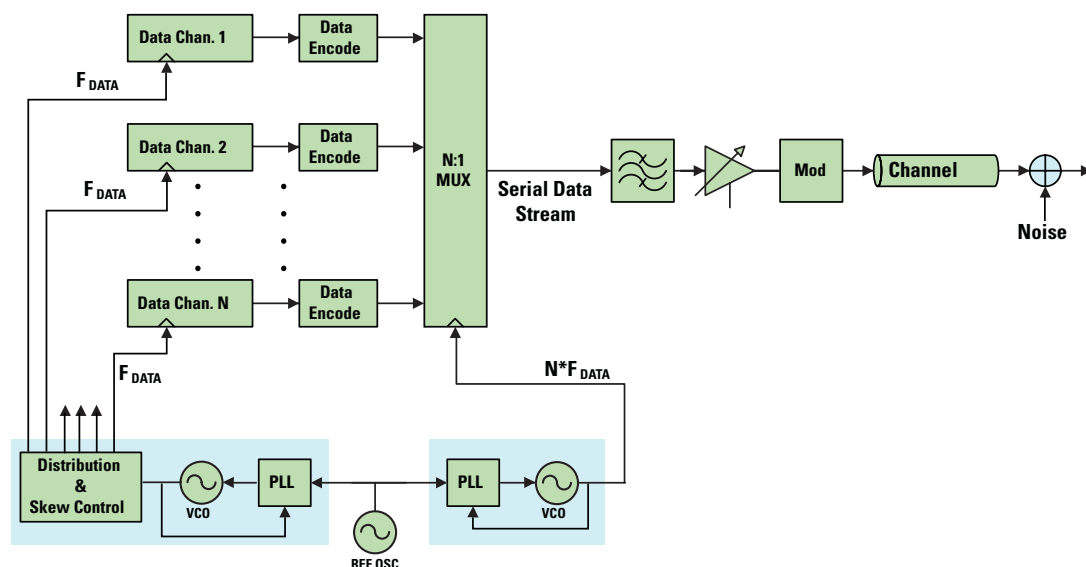 Data Chan. 1
Data
Encode
F DATA
Data Chan. 2
Data
Encode
F DATA
N:1
MUX
Serial Data
Stream
Mod
Channel
Noise
Data Chan. N
Data
Encode
F DATA
N*F DATA
Distribution
&
Skew Control
VCO
PLL
PLL
VCO
REF OSC